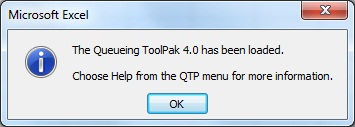 Microsoft Excel
The Queueing ToolPak 4.0 has been loaded.
Choose Help from the QTP menu for more information.
OK